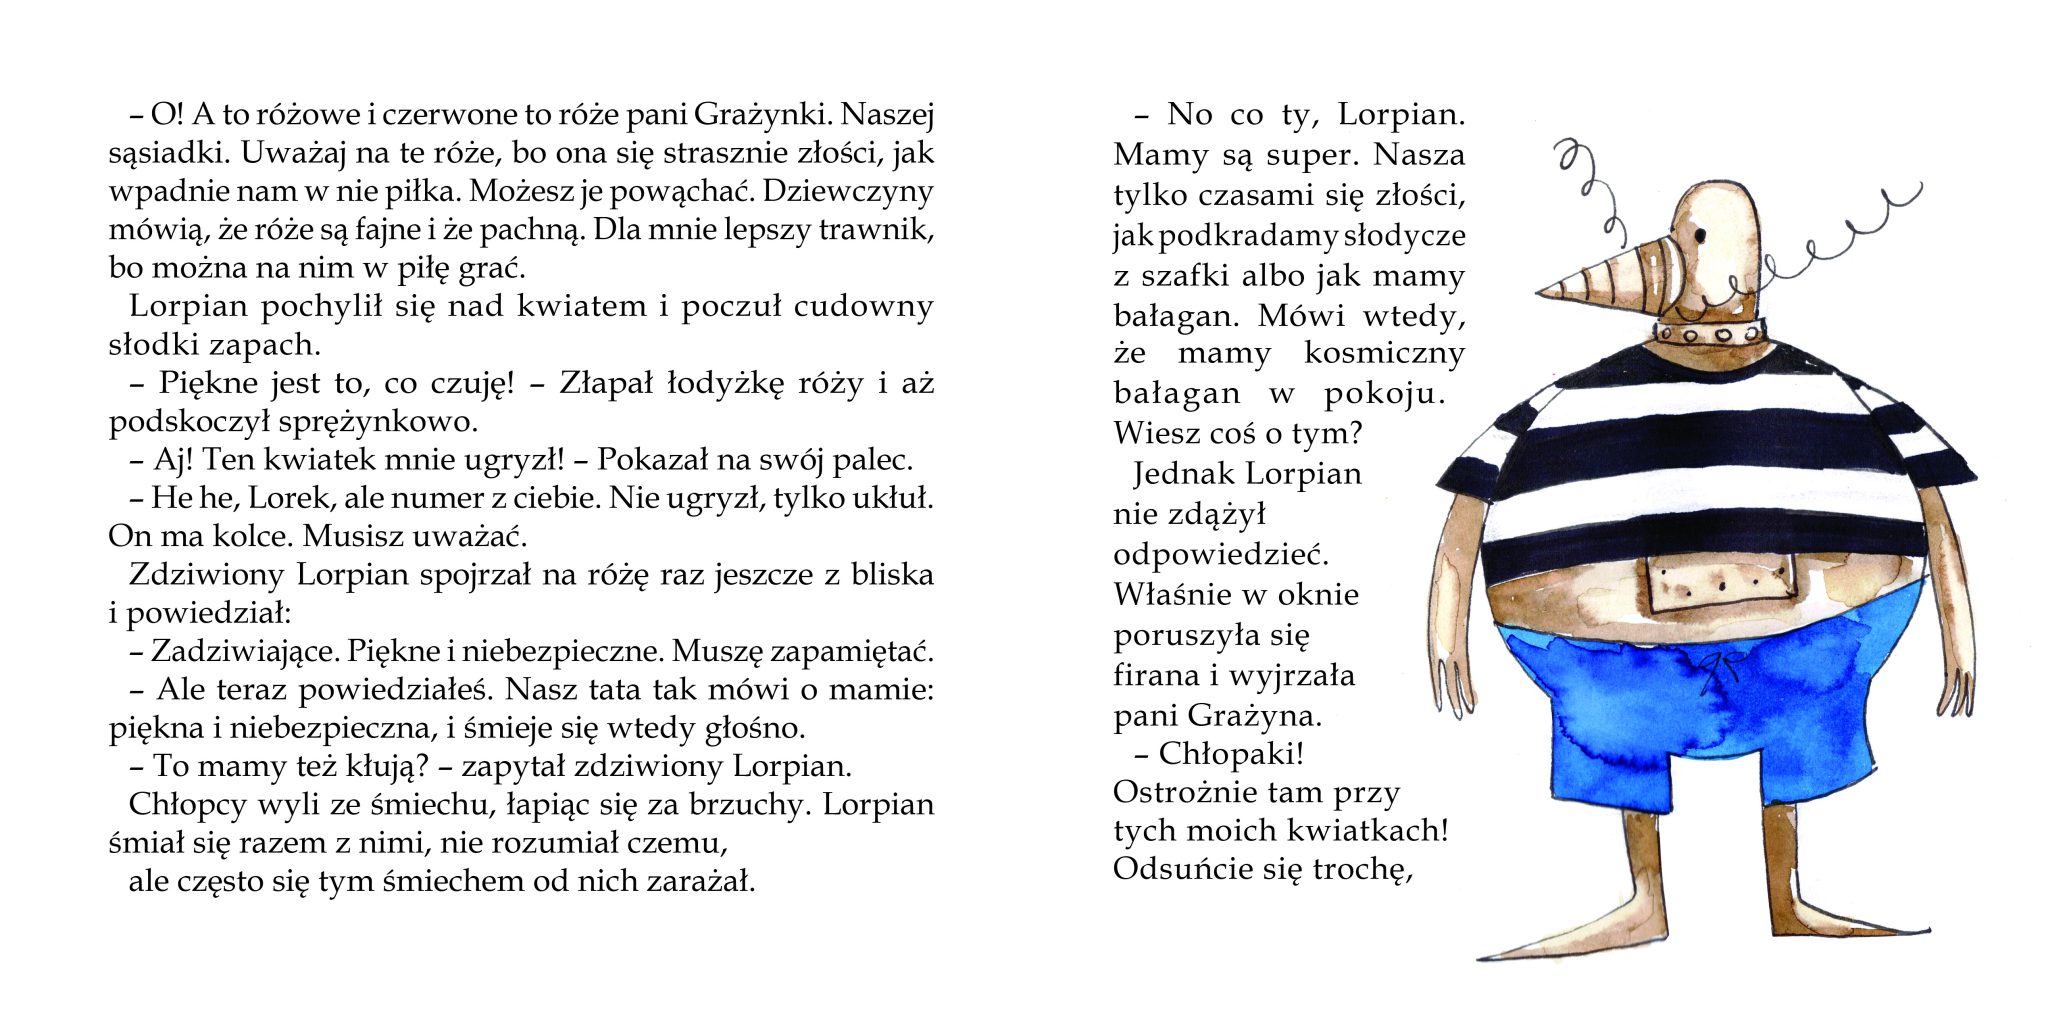 – O! A to różowe i czerwone to róże pani Grażynki. Naszej
sąsiadki. Uważaj na te róże, bo ona się strasznie złości, jak
wpadnie nam w nie piłka. Możesz je powąchać. Dziewczyny
mówią, że róże są fajne i że pachną. Dla mnie lepszy trawnik,
bo można na nim w piłę grać.
Lorpian pochylił się nad kwiatem i poczuł cudowny
słodki zapach.
– Piękne jest to, co czuję! – Złapał łodyżkę róży i aż
podskoczył sprężynkowo.
– Aj! Ten kwiatek mnie ugryzł! – Pokazał na swój palec.
– He he, Lorek, ale numer z ciebie. Nie ugryzł, tylko ukłuł.
On ma kolce. Musisz uważać.
Zdziwiony Lorpian spojrzał na różę raz jeszcze z bliska
i powiedział:
– Zadziwiające. Piękne i niebezpieczne. Muszę zapamiętać.
– Ale teraz powiedziałeś. Nasz tata tak mówi o mamie:
piękna i niebezpieczna, i śmieje się wtedy głośno.
– To mamy też kłują? – zapytał zdziwiony Lorpian.
Chłopcy wyli ze śmiechu, łapiąc się za brzuchy. Lorpian
śmiał się razem z nimi, nie rozumiał czemu,
ale często się tym śmiechem od nich zarażał.
– No co ty, Lorpian.
Mamy są super. Nasza
tylko czasami się złości,
jak podkradamy słodycze
z szafki albo jak mamy
bałagan. Mówi wtedy,
że mamy kosmiczny
bałagan w pokoju.
Wiesz coś o tym?
Jednak Lorpian
nie zdążył
odpowiedzieć.
Właśnie w oknie
poruszyła się
firana i wyjrzała
pani Grażyna.
– Chłopaki!
Ostrożnie tam przy
tych moich kwiatkach!
Odsuńcie się trochę,